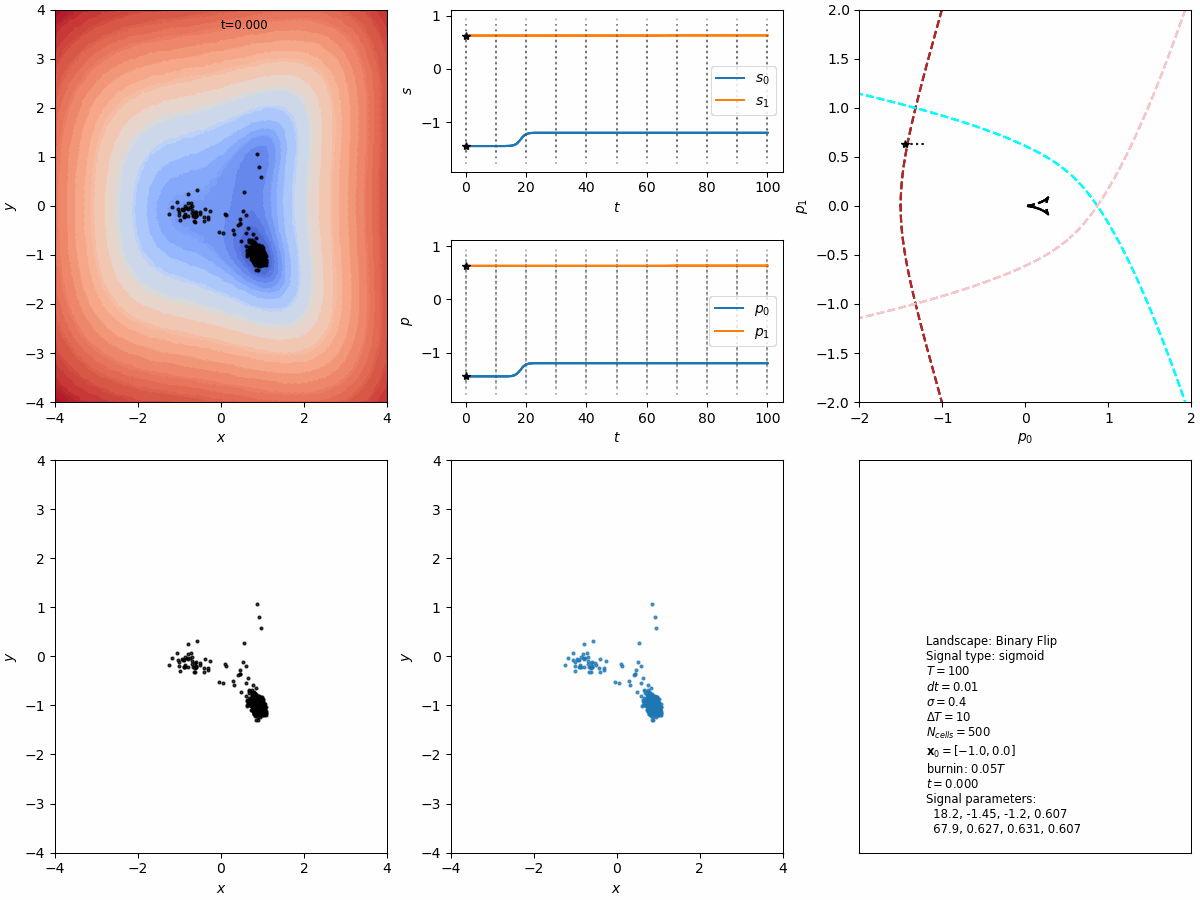 4
3
2
1
0
−1
−2
−3
−4
−4
−2
0
2
4
y
x
t=0.000
1
0
−1
0
20
40
60
80
100
s
t
s₀
s₁
1
0
−1
0
20
40
60
80
100
p
t
p₀
p₁
2.0
1.5
1.0
0.5
0.0
−0.5
−1.0
−1.5
−2.0
−2
−1
0
1
2
p₁
p₀
4
3
2
1
0
−1
−2
−3
−4
−4
−2
0
2
4
y
x
4
3
2
1
0
−1
−2
−3
−4
−4
−2
0
2
4
y
x
Landscape: Binary Flip
Signal type: sigmoid
T = 100
dt = 0.01
σ = 0.4
ΔT = 10
N_cells = 500
x₀ = [−1.0, 0.0]
burnin: 0.05T
t = 0.000
Signal parameters:
18.2, -1.45, -1.2, 0.607
67.9, 0.627, 0.631, 0.607